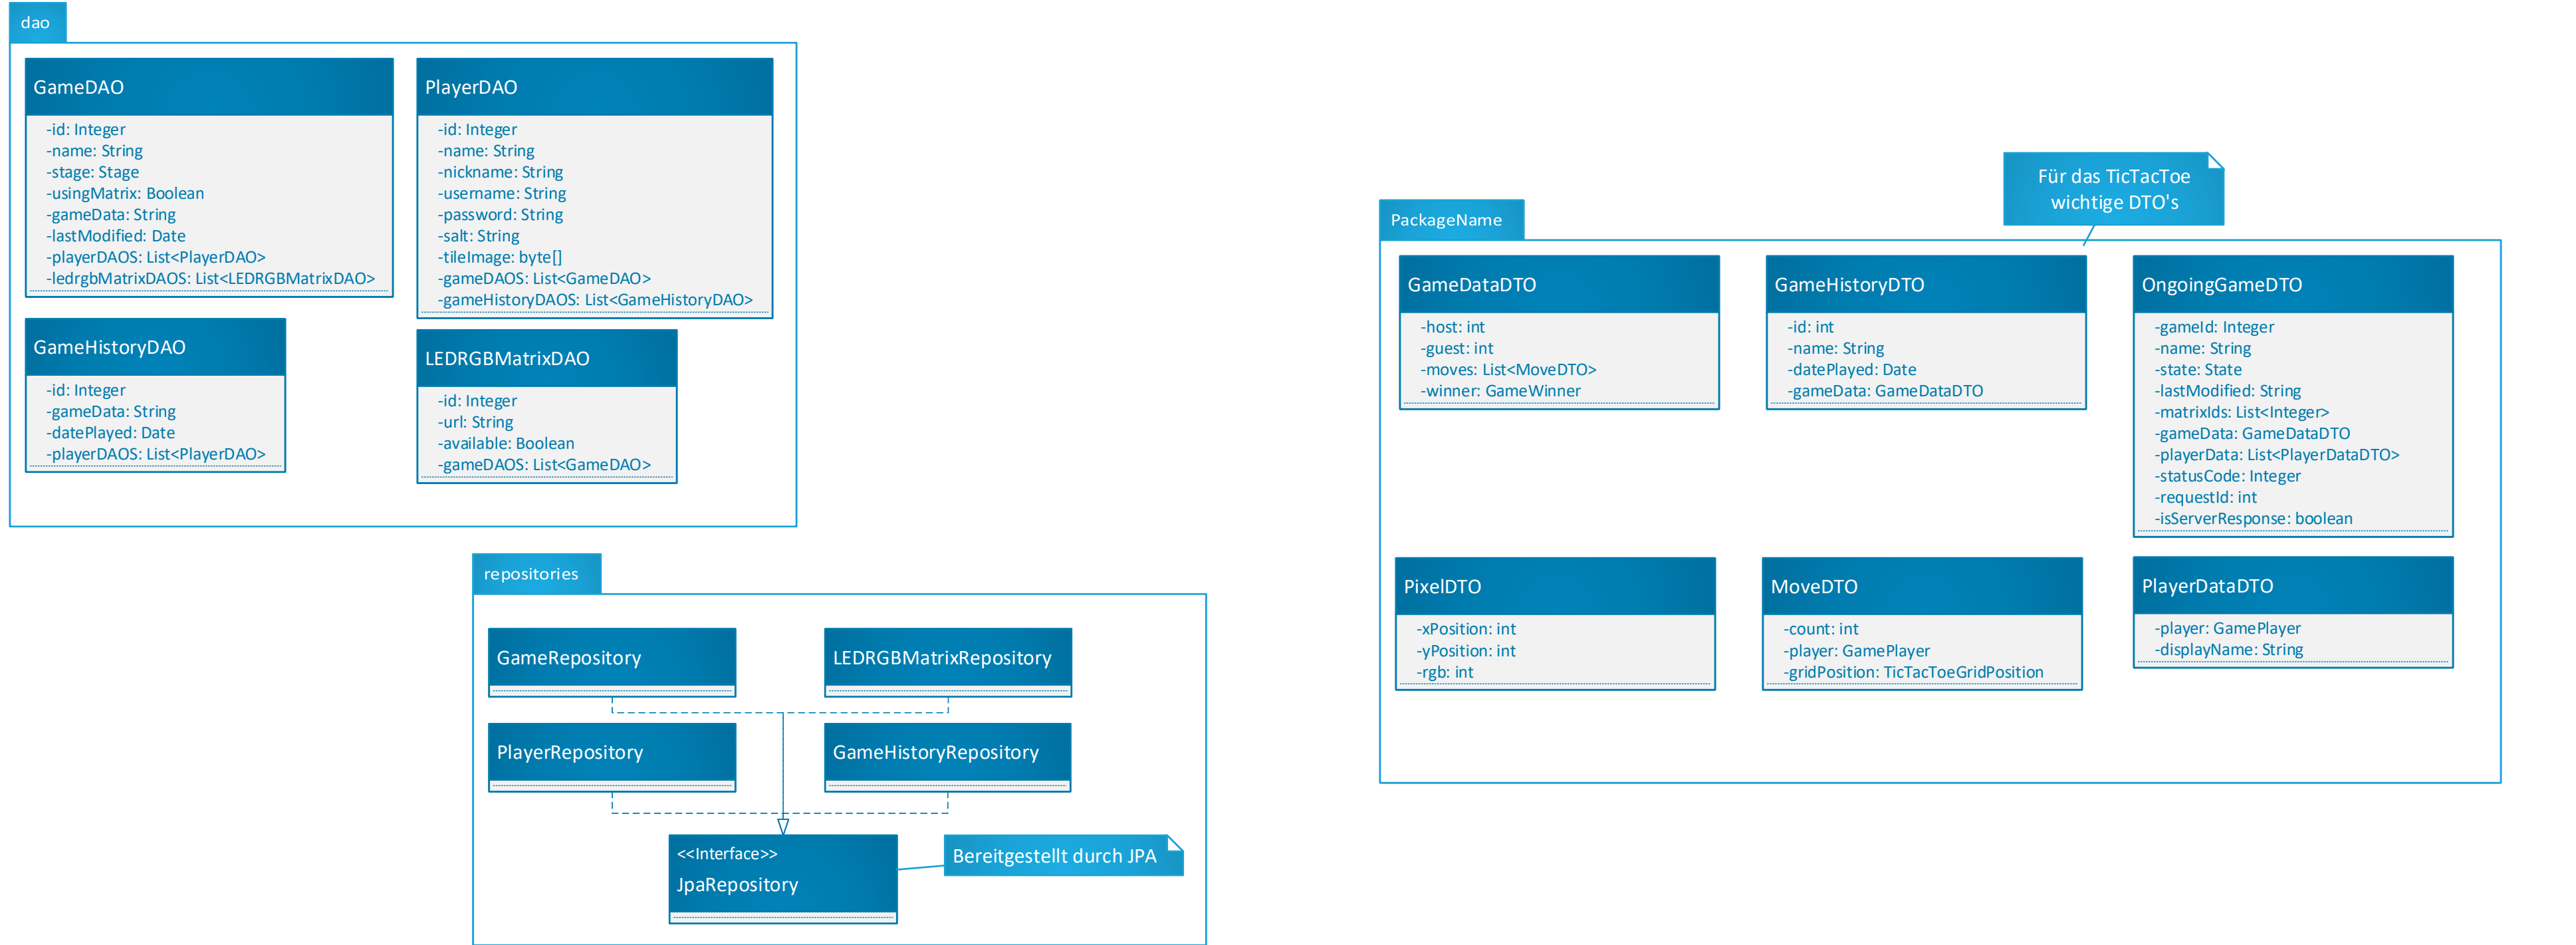 dao
GameDAO
-id: Integer
-name: String
-stage: Stage
-usingMatrix: Boolean
-gameData: String
-lastModified: Date
-playerDAOS: List<PlayerDAO>
-ledrgbMatrixDAOS: List<LEDRGBMatrixDAO>
PlayerDAO
-id: Integer
-name: String
-nickname: String
-username: String
-password: String
-salt: String
-tileImage: byte[]
-gameDAOS: List<GameDAO>
-gameHistoryDAOS: List<GameHistoryDAO>
GameHistoryDAO
-id: Integer
-gameData: String
-datePlayed: Date
-playerDAOS: List<PlayerDAO>
LEDRGBMatrixDAO
-id: Integer
-url: String
-available: Boolean
-gameDAOS: List<GameDAO>
repositories
GameRepository
LEDRGBMatrixRepository
PlayerRepository
GameHistoryRepository
<<Interface>>
JpaRepository
Bereitgestellt durch JPA
Für das TicTacToe
wichtige DTO's
PackageName
GameDataDTO
-host: int
-guest: int
-moves: List<MoveDTO>
-winner: GameWinner
GameHistoryDTO
-id: int
-name: String
-datePlayed: Date
-gameData: GameDataDTO
OngoingGameDTO
-gameId: Integer
-name: String
-state: State
-lastModified: String
-matrixIds: List<Integer>
-gameData: GameDataDTO
-playerData: List<PlayerDataDTO>
-statusCode: Integer
-requestId: int
-isServerResponse: boolean
PixelDTO
-xPosition: int
-yPosition: int
-rgb: int
MoveDTO
-count: int
-player: GamePlayer
-gridPosition: TicTacToeGridPosition
PlayerDataDTO
-player: GamePlayer
-displayName: String